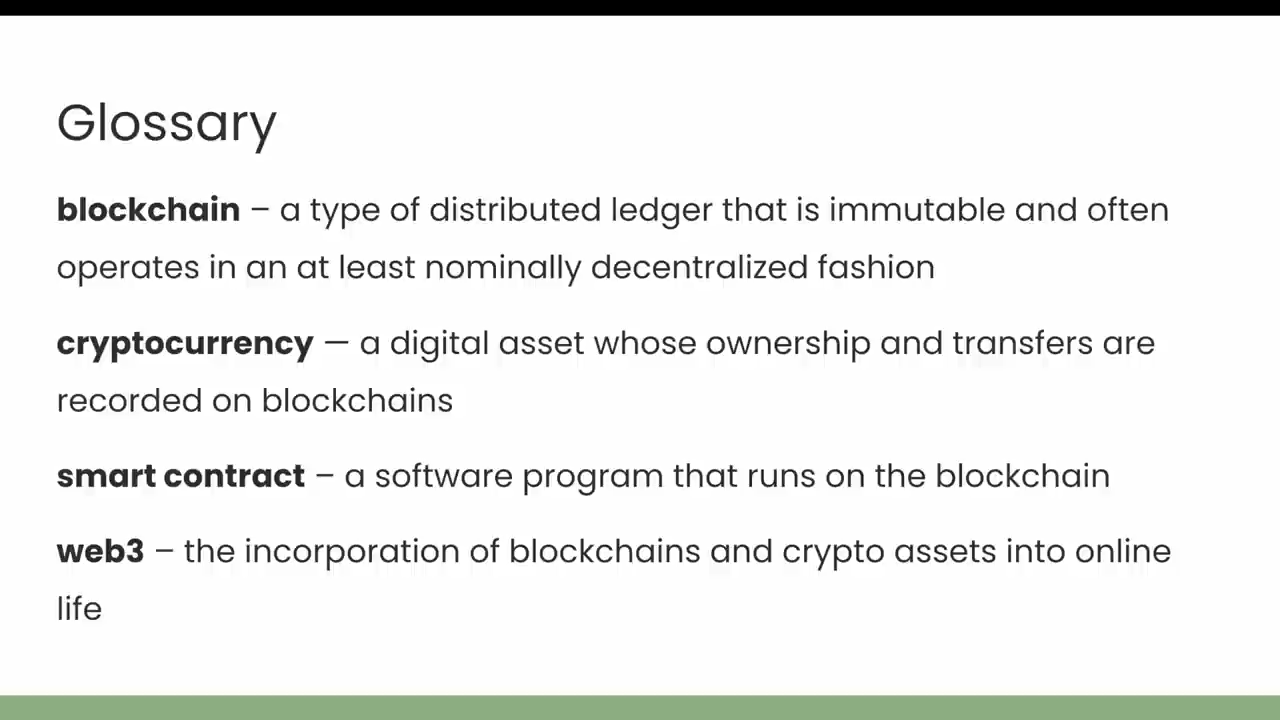 Glossary
blockchain – a type of distributed ledger that is immutable and often
operates in an at least nominally decentralized fashion
cryptocurrency — a digital asset whose ownership and transfers are
recorded on blockchains
smart contract – a software program that runs on the blockchain
web3 – the incorporation of blockchains and crypto assets into online
life